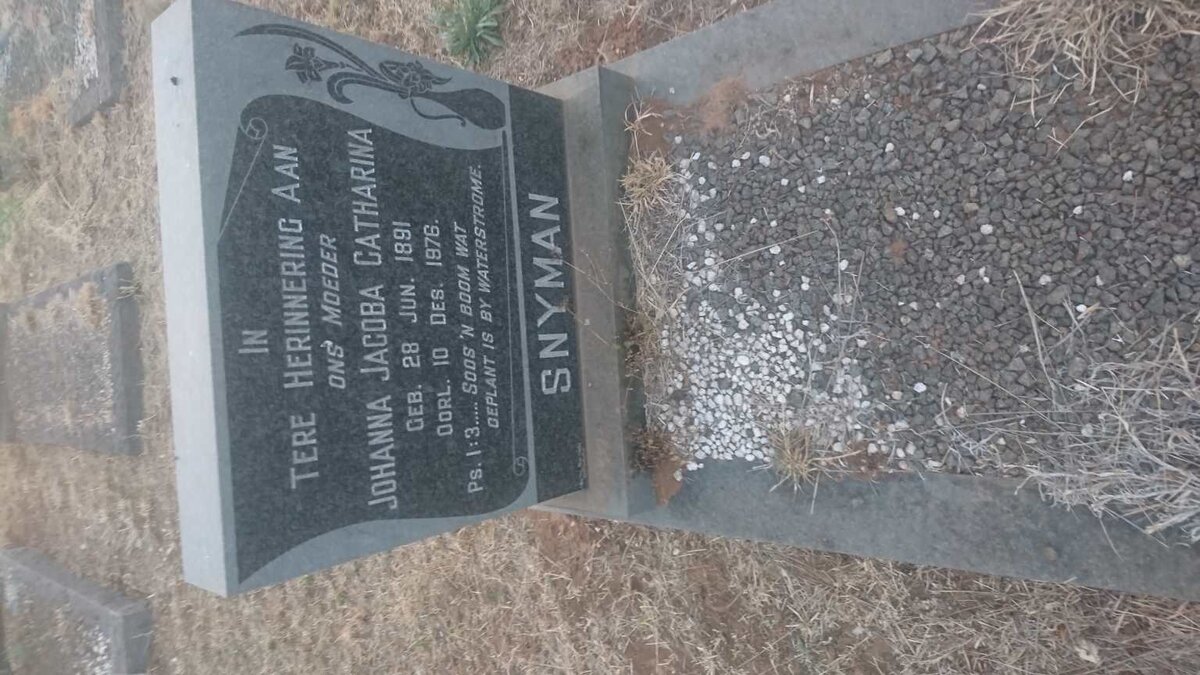 IN
TERE HERINNERING AAN
ONS MOEDER
JOHANNA JACOBA CATHARINA
GEB. 28 JUN. 1891
OORL. 10 DES. 1976.
PS. 1:3..... SOOS 'N BOOM WAT
GEPLANT IS BY WATERSTROME.
SNYMAN